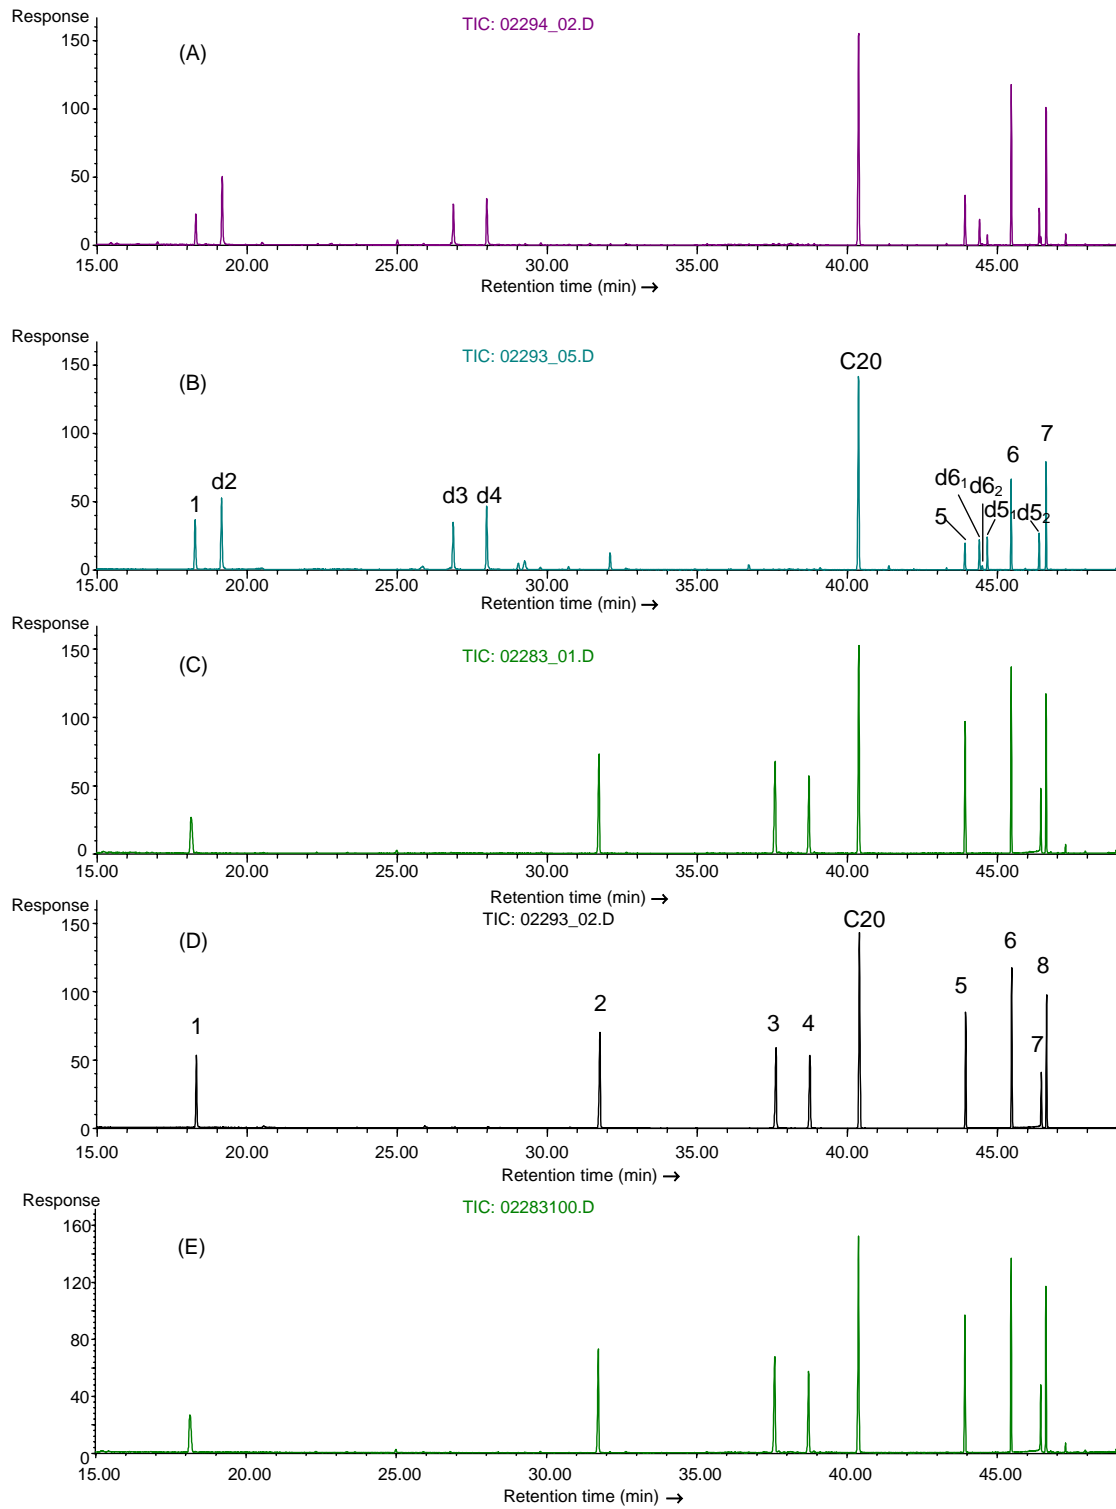 Response
TIC: 02294_02.D
(A)
150
100
50
0
15.00 20.00 25.00 30.00 35.00 40.00 45.00
Retention time (min) →
Response
TIC: 02293_05.D
(B)
150
100
50
0
C20
7
6
1
d2
d3
d4
5
d6₁
d6₂
d5₁
d5₂
15.00 20.00 25.00 30.00 35.00 40.00 45.00
Retention time (min) →
Response
TIC: 02283_01.D
(C)
150
100
50
0
15.00 20.00 25.00 30.00 35.00 40.00 45.00
Retention time (min) →
Response
TIC: 02293_02.D
(D)
150
100
50
0
C20
1
2
3
4
5
6
7
8
15.00 20.00 25.00 30.00 35.00 40.00 45.00
Retention time (min) →
Response
TIC: 02283100.D
(E)
160
120
80
40
0
15.00 20.00 25.00 30.00 35.00 40.00 45.00
Retention time (min) →